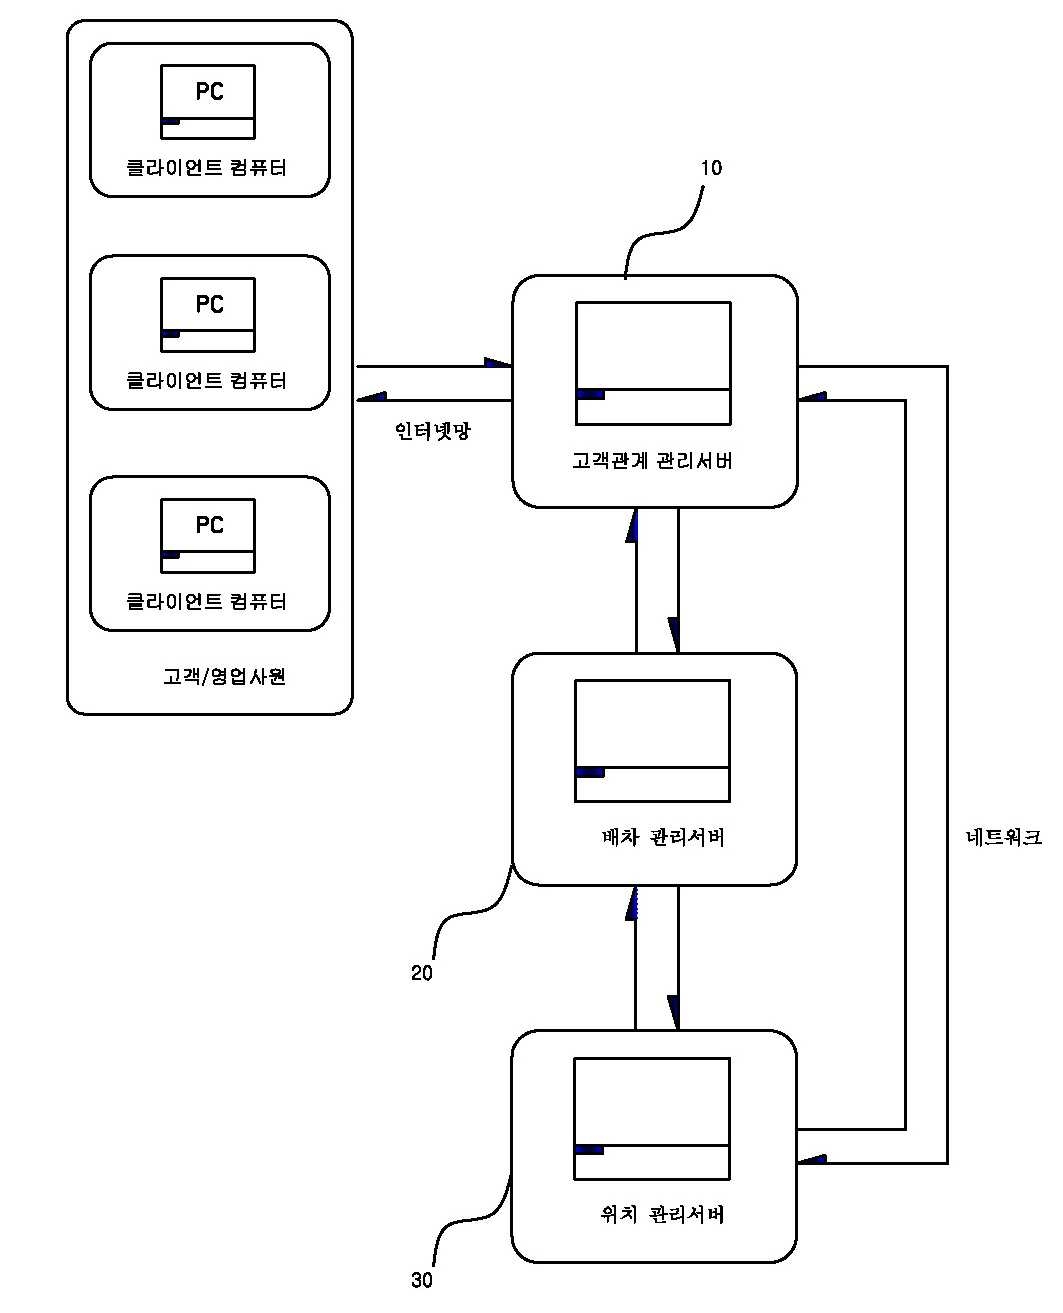 PC
클라이언트 컴퓨터
PC
클라이언트 컴퓨터
PC
클라이언트 컴퓨터
고객/영업사원
인터넷망
10
고객관계 관리서버
배차 관리서버
20
네트워크
위치 관리서버
30